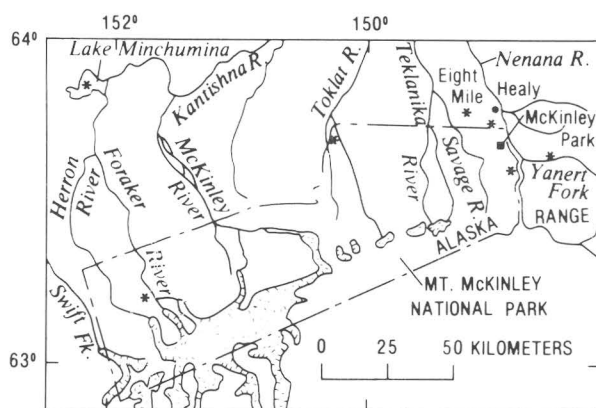 152°
150°
64°
Lake Minchumina
Kantishna R.
Toklat R.
Teklanika
River
Nenana R.
Eight
Mile
Healy
McKinley
Park
McKinley
River
Savage R.
Yanert
Fork
Herron
River
Foraker
River
ALASKA
RANGE
MT. McKINLEY
NATIONAL PARK
Swift Fk.
63°
0 25 50 KILOMETERS